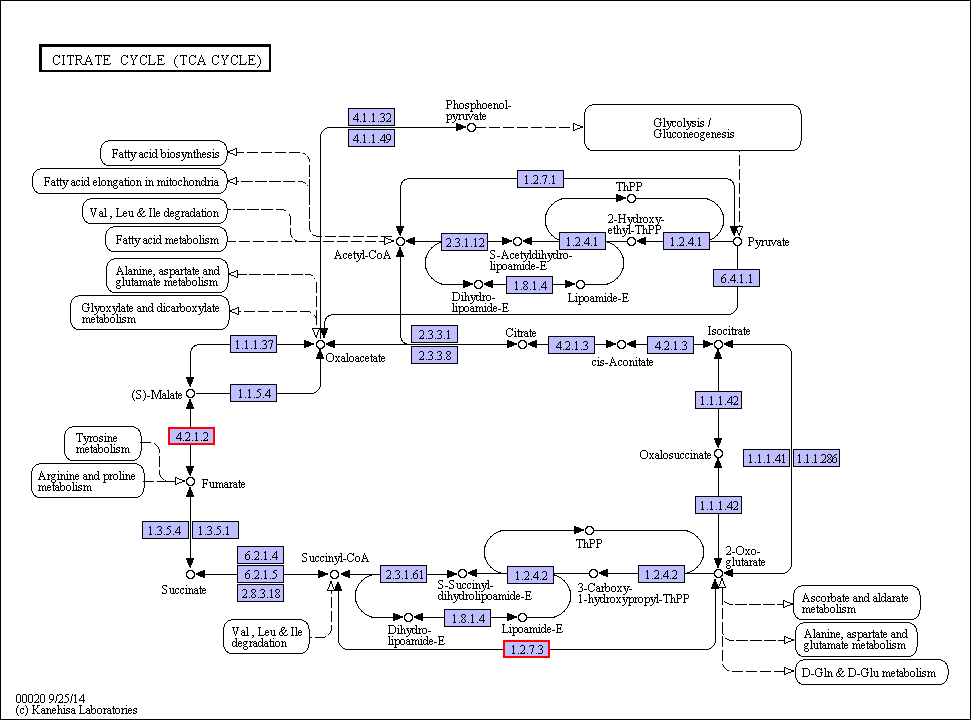 CITRATE CYCLE (TCA CYCLE)
Phosphoenol-
pyruvate
4.1.1.32
4.1.1.49
Glycolysis /
Gluconeogenesis
Fatty acid biosynthesis
Fatty acid elongation in mitochondria
Val , Leu & Ile degradation
Fatty acid metabolism
Alanine, aspartate and
glutamate metabolism
Glyoxylate and dicarboxylate
metabolism
1.2.7.1
ThPP
2-Hydroxy-
ethyl-ThPP
Acetyl-CoA
2.3.1.12
S-Acetyldihydro-
lipoamide-E
1.2.4.1
1.2.4.1
Pyruvate
1.8.1.4
Dihydro-
lipoamide-E
Lipoamide-E
6.4.1.1
1.1.1.37
Oxaloacetate
2.3.3.1
2.3.3.8
Citrate
4.2.1.3
cis-Aconitate
4.2.1.3
Isocitrate
(S)-Malate
1.1.5.4
1.1.1.42
4.2.1.2
Tyrosine
metabolism
Arginine and proline
metabolism
Fumarate
Oxalosuccinate
1.1.1.41
1.1.1.286
1.1.1.42
1.3.5.4
1.3.5.1
6.2.1.4
6.2.1.5
2.8.3.18
Succinate
Succinyl-CoA
2.3.1.61
S-Succinyl-
dihydrolipoamide-E
ThPP
1.2.4.2
3-Carboxy-
1-hydroxypropyl-ThPP
1.2.4.2
2-Oxo-
glutarate
1.8.1.4
Dihydro-
lipoamide-E
Lipoamide-E
1.2.7.3
Val , Leu & Ile
degradation
Ascorbate and aldarate
metabolism
Alanine, aspartate and
glutamate metabolism
D-Gln & D-Glu metabolism
00020 9/25/14
(c) Kanehisa Laboratories